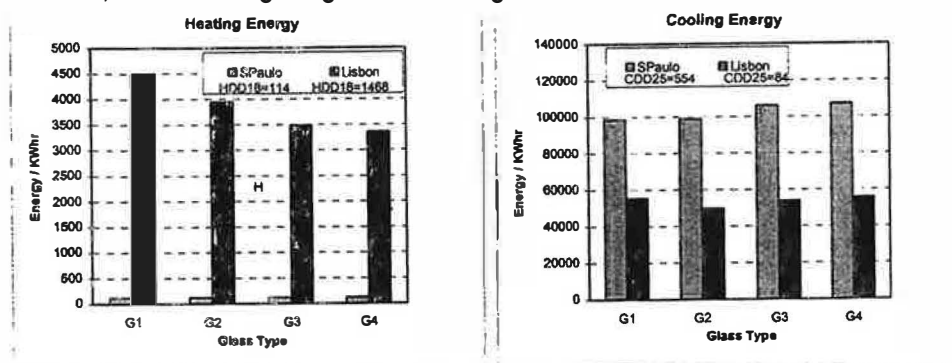 Heating Energy
5000
4500
4000
3500
3000
2500
2000
1500
1000
500
0
Energy / KWhr
SPaulo Lisbon
HDD18=114 HDD18=1468
H
G1 G2 G3 G4
Glass Type
Cooling Energy
140000
120000
100000
80000
60000
40000
20000
0
Energy / KWhr
SPaulo Lisbon
CDD25=554 CDD25=84
G1 G2 G3 G4
Glass Type